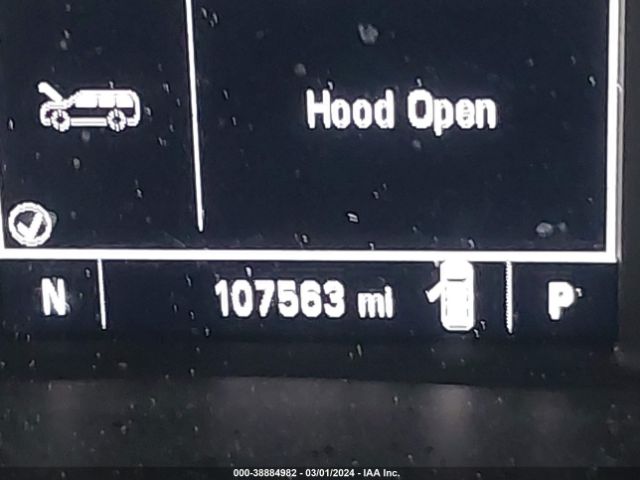 Hood Open
N 107563 mi P
000-38884982 - 03/01/2024 - IAA Inc.